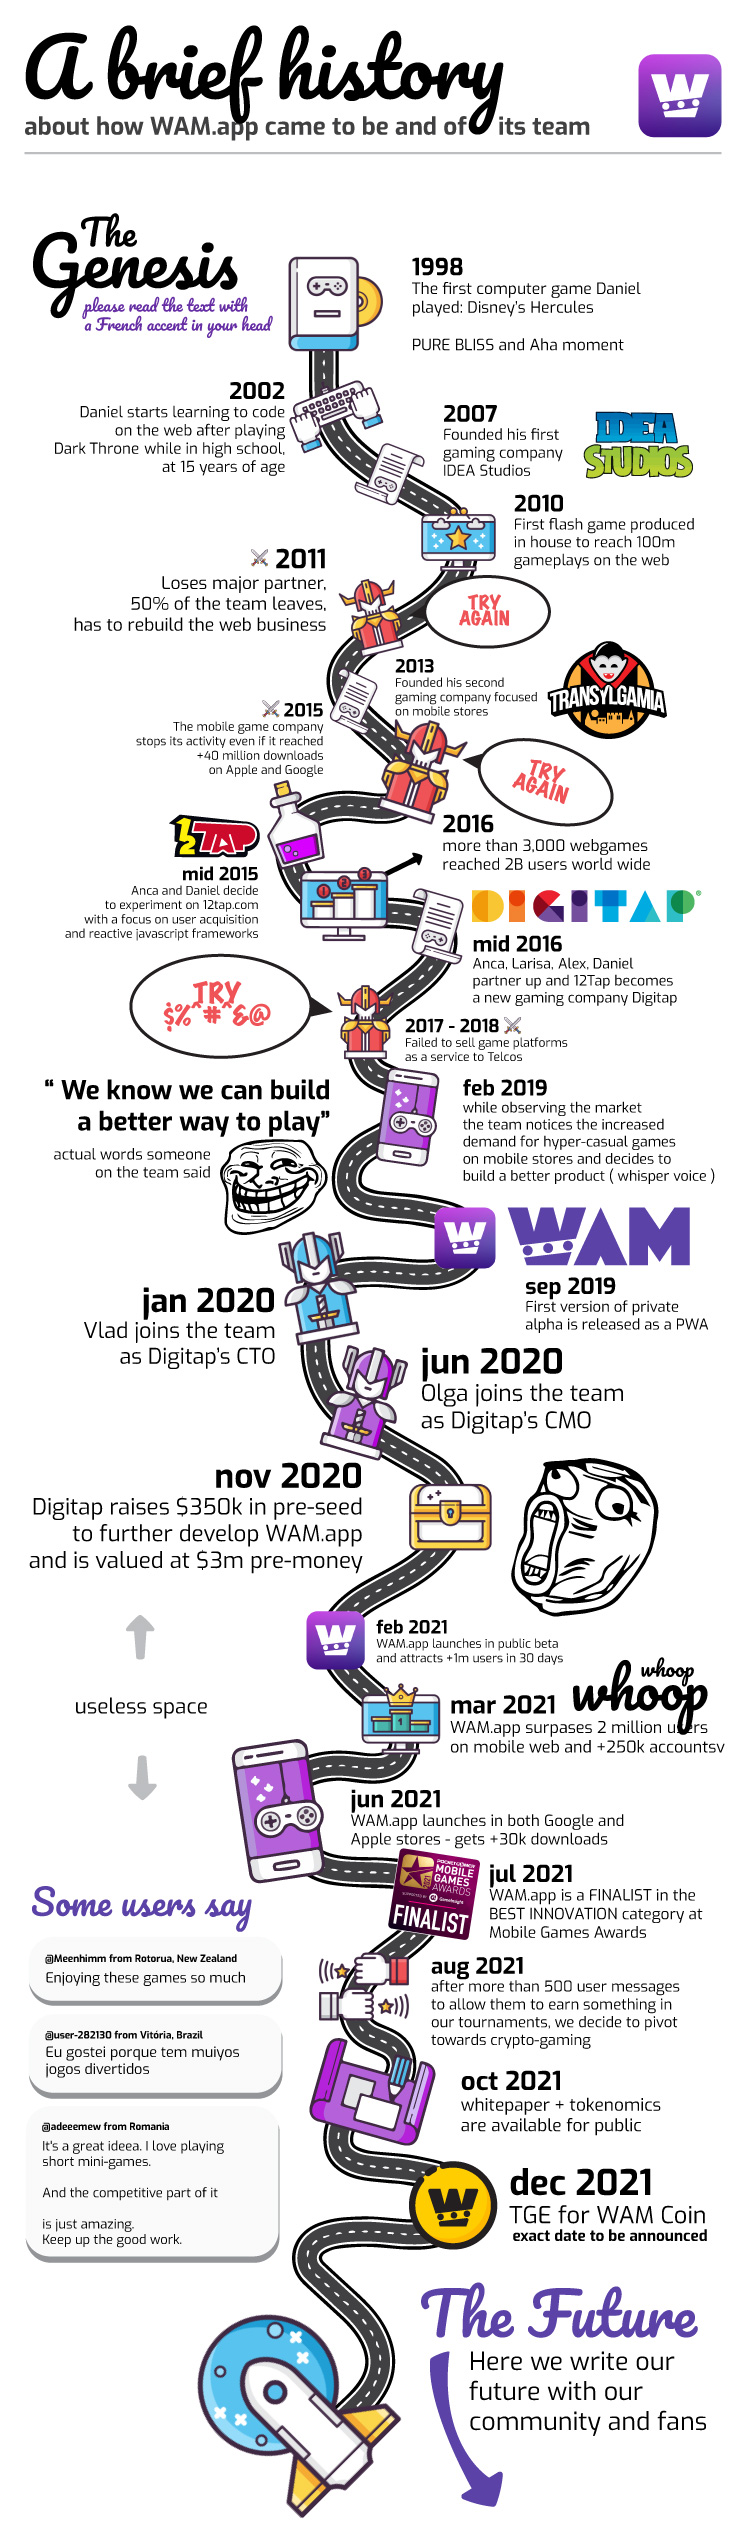 A brief history
about how WAM.app came to be and of its team
W
The
Genesis
please read the text with
a French accent in your head
1998
The first computer game Daniel
played: Disney's Hercules
PURE BLISS and Aha moment
2002
Daniel starts learning to code
on the web after playing
Dark Throne while in high school,
at 15 years of age
2007
Founded his first
gaming company
IDEA Studios
IDEA
STUDIOS
2010
First flash game produced
in house to reach 100m
gameplays on the web
2011
Loses major partner,
50% of the team leaves,
has to rebuild the web business
TRY
AGAIN
2013
Founded his second
gaming company focused
on mobile stores
TRANSYLGAMIA
2015
The mobile game company
stops its activity even if it reached
+40 million downloads
on Apple and Google
TRY
AGAIN
12TAP
mid 2015
Anca and Daniel decide
to experiment on 12tap.com
with a focus on user acquisition
and reactive javascript frameworks
2016
more than 3,000 webgames
reached 2B users world wide
1 2 3
DIGITAP®
mid 2016
Anca, Larisa, Alex, Daniel
partner up and 12Tap becomes
a new gaming company Digitap
TRY
$%^#^&@
2017 - 2018
Failed to sell game platforms
as a service to Telcos
“ We know we can build
a better way to play”
actual words someone
on the team said
feb 2019
while observing the market
the team notices the increased
demand for hyper-casual games
on mobile stores and decides to
build a better product ( whisper voice )
W
WAM
sep 2019
First version of private
alpha is released as a PWA
jan 2020
Vlad joins the team
as Digitap's CTO
jun 2020
Olga joins the team
as Digitap's CMO
nov 2020
Digitap raises $350k in pre-seed
to further develop WAM.app
and is valued at $3m pre-money
useless space
W
feb 2021
WAM.app launches in public beta
and attracts +1m users in 30 days
whoop
whoop
1
mar 2021
WAM.app surpases 2 million users
on mobile web and +250k accountsv
jun 2021
WAM.app launches in both Google and
Apple stores - gets +30k downloads
POCKETGAMER
MOBILE
GAMES
AWARDS
FINALIST
jul 2021
WAM.app is a FINALIST in the
BEST INNOVATION category at
Mobile Games Awards
Some users say
@Meenhimm from Rotorua, New Zealand
Enjoying these games so much
@user-282130 from Vitória, Brazil
Eu gostei porque tem muiyos
jogos divertidos
@adeeemew from Romania
It's a great ideea. I love playing
short mini-games.
And the competitive part of it
is just amazing.
Keep up the good work.
aug 2021
after more than 500 user messages
to allow them to earn something in
our tournaments, we decide to pivot
towards crypto-gaming
oct 2021
whitepaper + tokenomics
are available for public
W
dec 2021
TGE for WAM Coin
exact date to be announced
The Future
Here we write our
future with our
community and fans